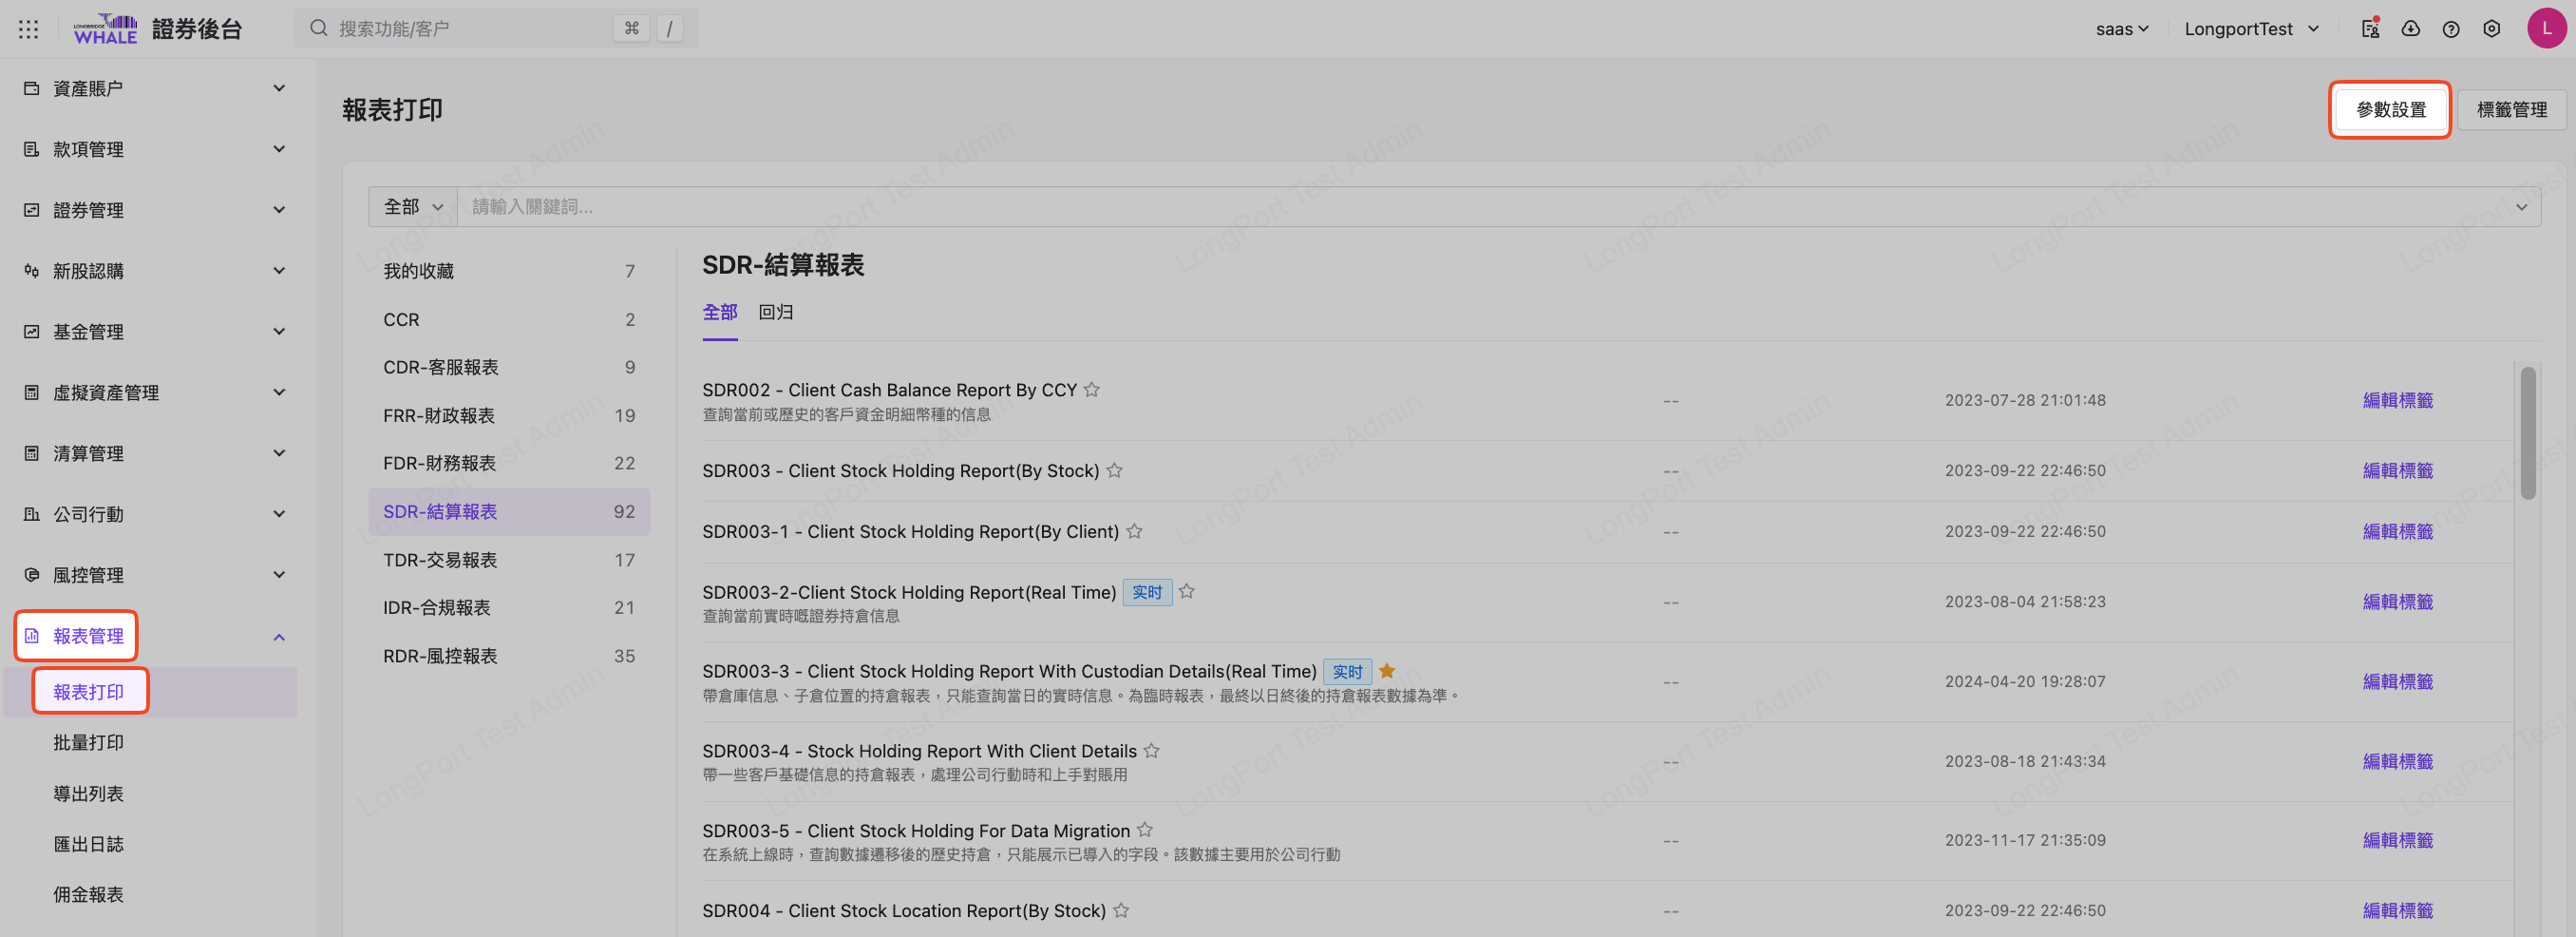 LONGBRIDGE
WHALE
證券後台
搜索功能/客户
⌘ /
saas
LongportTest
L
資產賬户
款項管理
證券管理
新股認購
基金管理
虛擬資產管理
清算管理
公司行動
風控管理
報表管理
報表打印
批量打印
導出列表
匯出日誌
佣金報表
報表打印
參數設置
標籤管理
全部
請輸入關鍵詞...
我的收藏 7
CCR 2
CDR-客服報表 9
FRR-財政報表 19
FDR-財務報表 22
SDR-結算報表 92
TDR-交易報表 17
IDR-合規報表 21
RDR-風控報表 35
SDR-結算報表
全部 回归
SDR002 - Client Cash Balance Report By CCY
查詢當前或歷史的客戶資金明細幣種的信息
-- 2023-07-28 21:01:48 編輯標籤
SDR003 - Client Stock Holding Report(By Stock) -- 2023-09-22 22:46:50 編輯標籤
SDR003-1 - Client Stock Holding Report(By Client) -- 2023-09-22 22:46:50 編輯標籤
SDR003-2-Client Stock Holding Report(Real Time) 实时
查詢當前實時嘅證券持倉信息
-- 2023-08-04 21:58:23 編輯標籤
SDR003-3 - Client Stock Holding Report With Custodian Details(Real Time) 实时
帶倉庫信息、子倉位置的持倉報表，只能查詢當日的實時信息。為臨時報表，最終以日終後的持倉報表數據為準。
-- 2024-04-20 19:28:07 編輯標籤
SDR003-4 - Stock Holding Report With Client Details
帶一些客戶基礎信息的持倉報表，處理公司行動時和上手對賬用
-- 2023-08-18 21:43:34 編輯標籤
SDR003-5 - Client Stock Holding For Data Migration
在系統上線時，查詢數據遷移後的歷史持倉，只能展示已導入的字段。該數據主要用於公司行動
-- 2023-11-17 21:35:09 編輯標籤
SDR004 - Client Stock Location Report(By Stock) -- 2023-09-22 22:46:50 編輯標籤
LongPort Test Admin